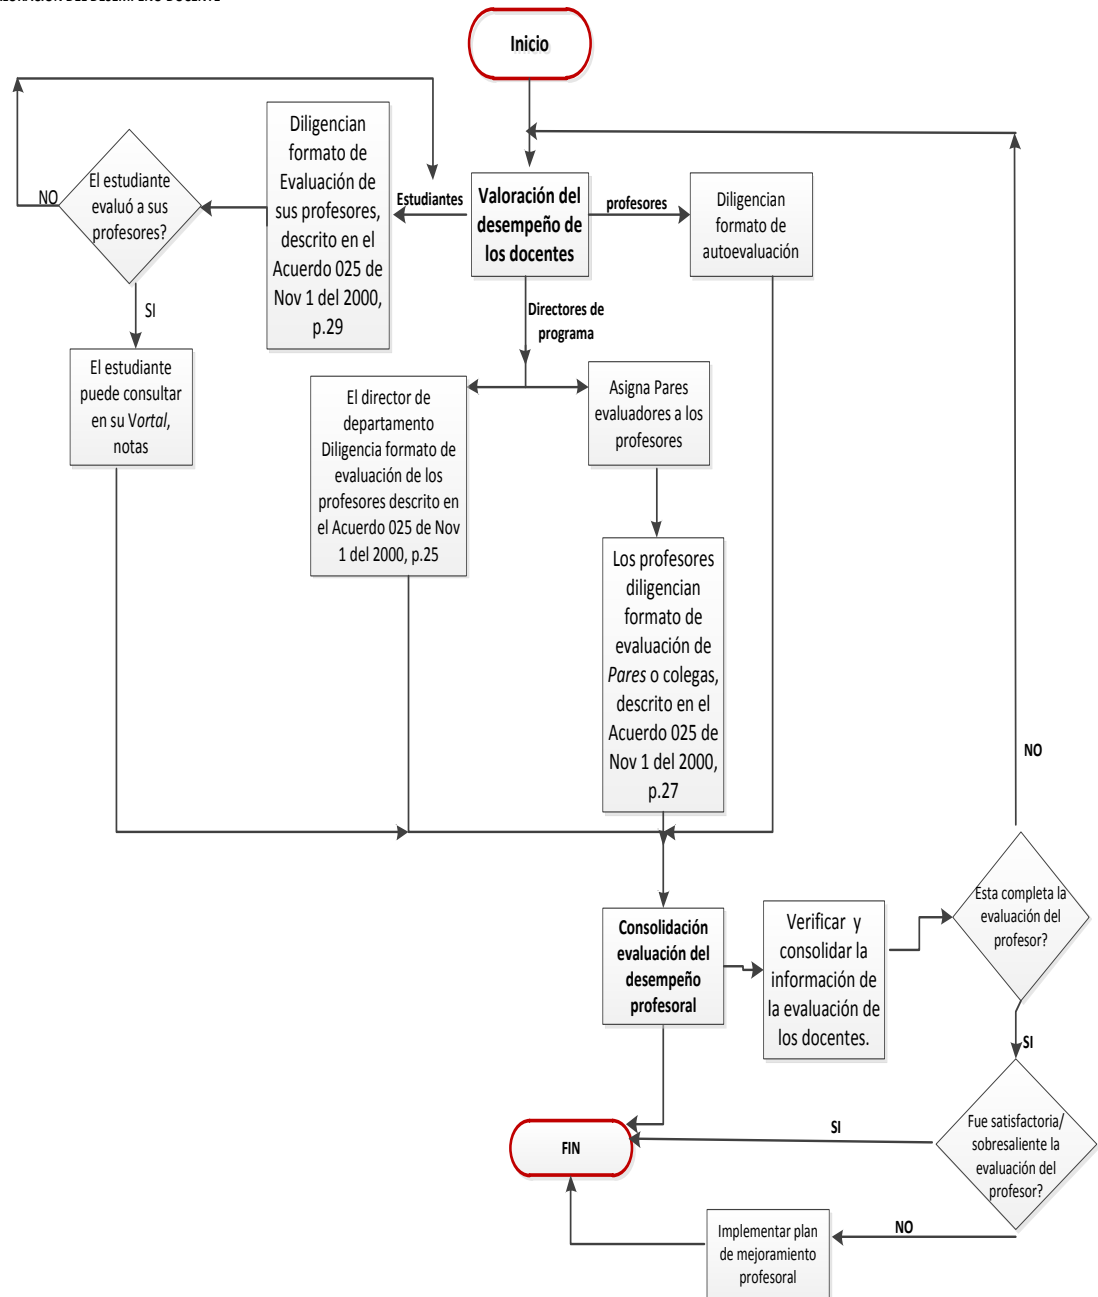 VALORACIÓN DEL DESEMPEÑO DOCENTE
Inicio
Diligencian
formato de
Evaluación de
sus profesores,
descrito en el
Acuerdo 025 de
Nov 1 del 2000,
p.29
El estudiante
evaluó a sus
profesores?
NO
SI
Estudiantes
Valoración del
desempeño de
los docentes
profesores
Diligencian
formato de
autoevaluación
Directores de
programa
El estudiante
puede consultar
en su Vortal,
notas
El director de
departamento
Diligencia formato de
evaluación de los
profesores descrito en
el Acuerdo 025 de Nov
1 del 2000, p.25
Asigna Pares
evaluadores a los
profesores
Los profesores
diligencian
formato de
evaluación de
Pares o colegas,
descrito en el
Acuerdo 025 de
Nov 1 del 2000,
p.27
NO
Consolidación
evaluación del
desempeño
profesoral
Verificar y
consolidar la
información de
la evaluación de
los docentes.
Esta completa la
evaluación del
profesor?
SI
Fue satisfactoria/
sobresaliente la
evaluación del
profesor?
SI
FIN
NO
Implementar plan
de mejoramiento
profesoral